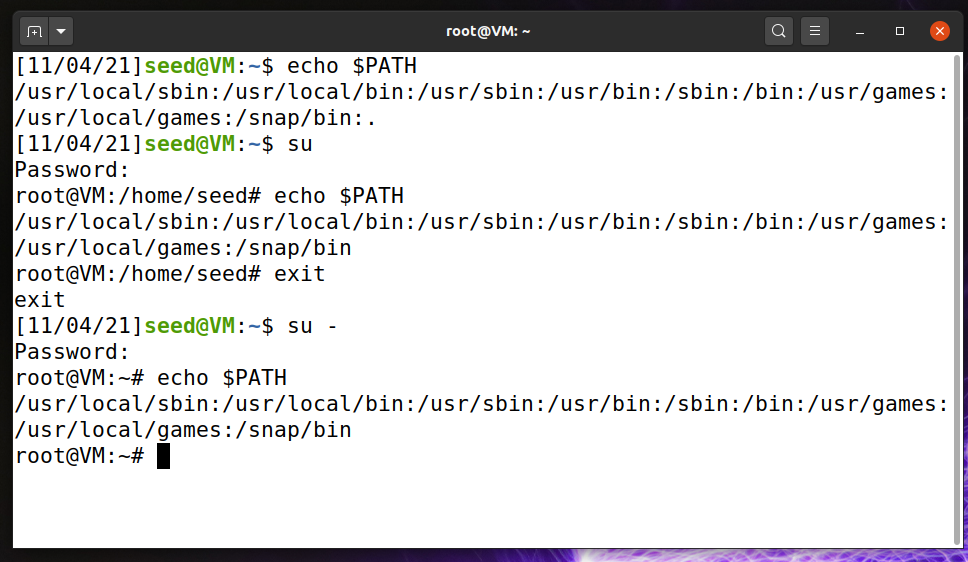 root@VM: ~
[11/04/21]seed@VM:~$ echo $PATH
/usr/local/sbin:/usr/local/bin:/usr/sbin:/usr/bin:/sbin:/bin:/usr/games:
/usr/local/games:/snap/bin:.
[11/04/21]seed@VM:~$ su
Password:
root@VM:/home/seed# echo $PATH
/usr/local/sbin:/usr/local/bin:/usr/sbin:/usr/bin:/sbin:/bin:/usr/games:
/usr/local/games:/snap/bin
root@VM:/home/seed# exit
exit
[11/04/21]seed@VM:~$ su -
Password:
root@VM:~# echo $PATH
/usr/local/sbin:/usr/local/bin:/usr/sbin:/usr/bin:/sbin:/bin:/usr/games:
/usr/local/games:/snap/bin
root@VM:~#